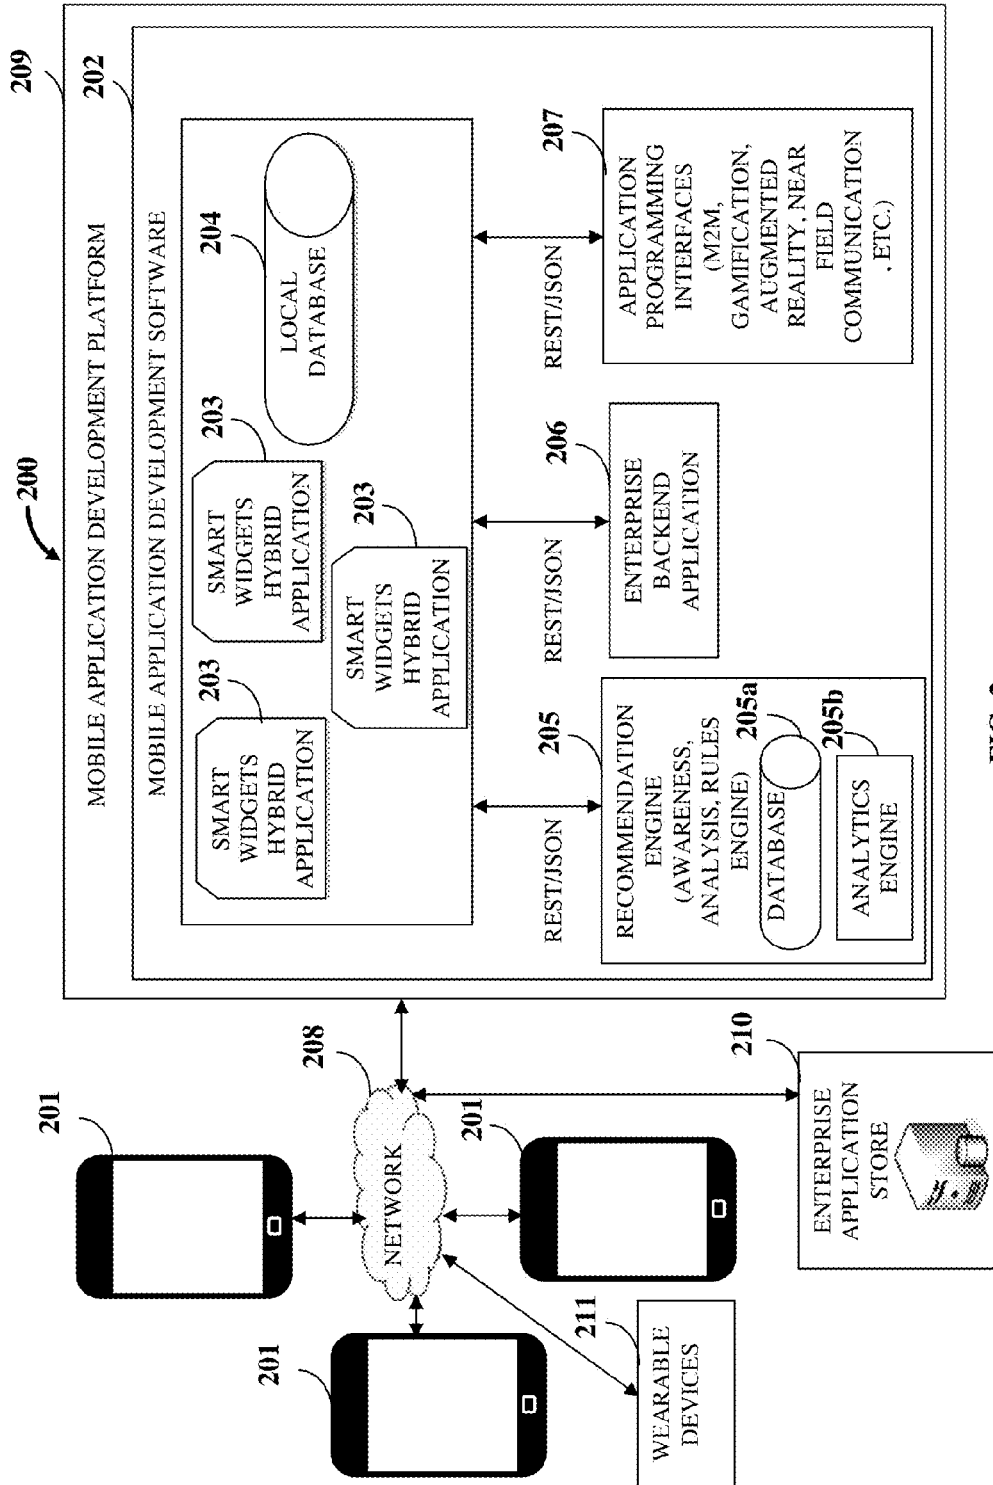 200
209
MOBILE APPLICATION DEVELOPMENT PLATFORM
202
MOBILE APPLICATION DEVELOPMENT SOFTWARE
203
SMART
WIDGETS
HYBRID
APPLICATION
203
SMART
WIDGETS
HYBRID
APPLICATION
203
SMART
WIDGETS
HYBRID
APPLICATION
204
LOCAL
DATABASE
REST/JSON
REST/JSON
REST/JSON
205
RECOMMENDATION
ENGINE
(AWARENESS,
ANALYSIS, RULES
ENGINE)
205a
DATABASE
205b
ANALYTICS
ENGINE
206
ENTERPRISE
BACKEND
APPLICATION
207
APPLICATION
PROGRAMMING
INTERFACES
(M2M,
GAMIFICATION,
AUGMENTED
REALITY, NEAR
FIELD
COMMUNICATION
, ETC.)
201
201
201
208
NETWORK
211
WEARABLE
DEVICES
210
ENTERPRISE
APPLICATION
STORE